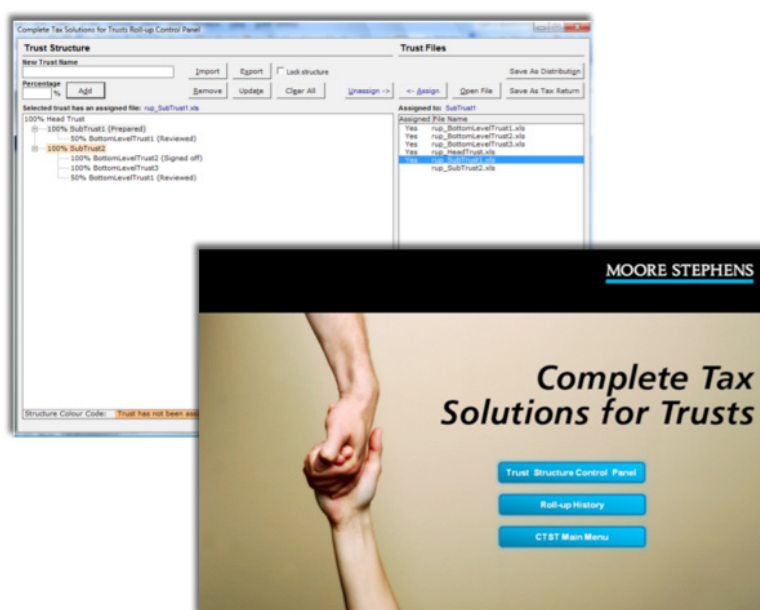 Complete Tax Solutions for Trusts Roll-up Control Panel
Trust Structure
Trust Files
New Trust Name
Import
Export
Lock structure
Save As Distribution
Percentage
%
Add
Remove
Update
Clear All
Unassign ->
<- Assign
Open File
Save As Tax Return
Selected trust has an assigned file: rup_SubTrust1.xls
Assigned to: SubTrust1
100% Head Trust
100% SubTrust1 (Prepared)
50% BottomLevelTrust1 (Reviewed)
100% SubTrust2
100% BottomLevelTrust2 (Signed off)
100% BottomLevelTrust3
50% BottomLevelTrust1 (Reviewed)
Assigned File Name
Yes rup_BottomLevelTrust1.xls
Yes rup_BottomLevelTrust2.xls
Yes rup_BottomLevelTrust3.xls
Yes rup_HeadTrust.xls
Yes rup_SubTrust1.xls
rup_SubTrust2.xls
Structure Colour Code: Trust has not been
MOORE STEPHENS
Complete Tax
Solutions for Trusts
Trust Structure Control Panel
Roll-up History
CTST Main Menu